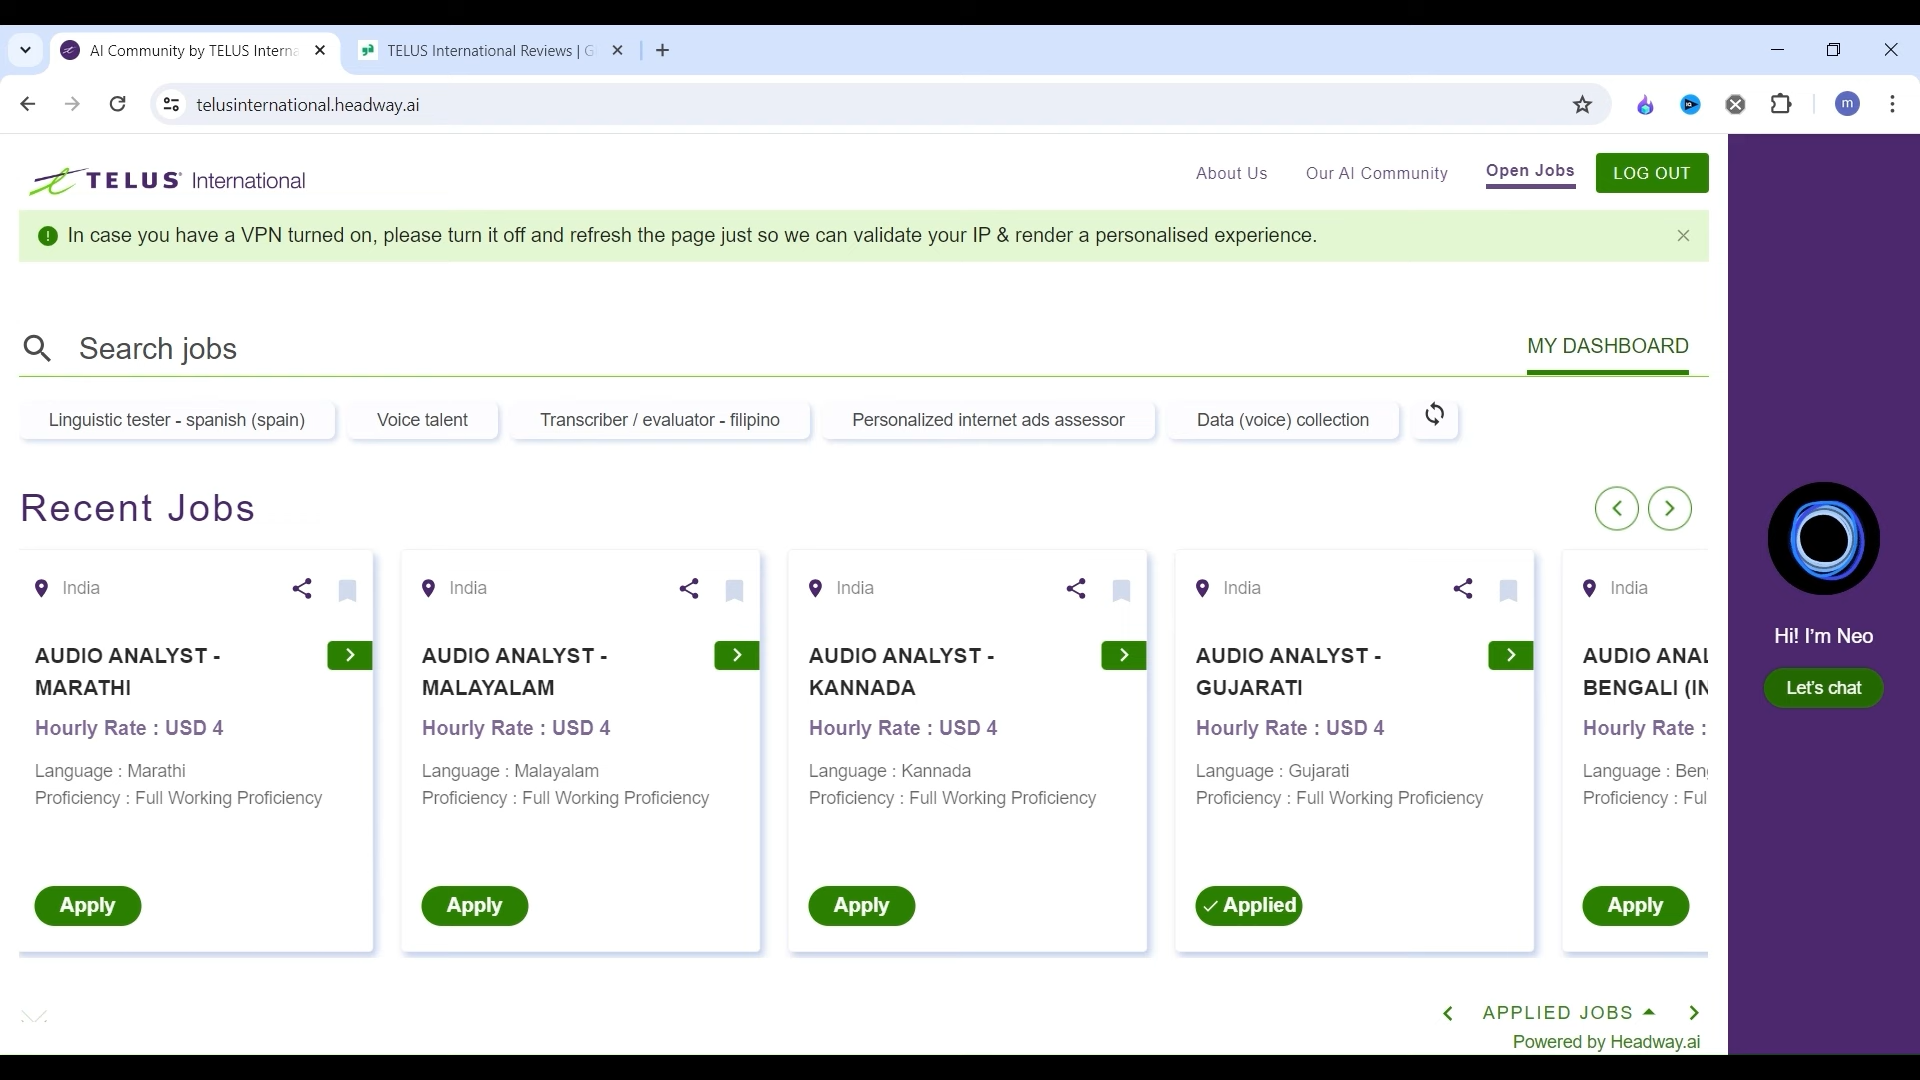 AI Community by TELUS Interna
TELUS International Reviews | G
telusinternational.headway.ai
m
TELUS International
About Us
Our AI Community
Open Jobs
LOG OUT
In case you have a VPN turned on, please turn it off and refresh the page just so we can validate your IP & render a personalised experience.
Search jobs
MY DASHBOARD
Linguistic tester - spanish (spain)
Voice talent
Transcriber / evaluator - filipino
Personalized internet ads assessor
Data (voice) collection
Recent Jobs
India
AUDIO ANALYST -
MARATHI
Hourly Rate : USD 4
Language : Marathi
Proficiency : Full Working Proficiency
Apply
India
AUDIO ANALYST -
MALAYALAM
Hourly Rate : USD 4
Language : Malayalam
Proficiency : Full Working Proficiency
Apply
India
AUDIO ANALYST -
KANNADA
Hourly Rate : USD 4
Language : Kannada
Proficiency : Full Working Proficiency
Apply
India
AUDIO ANALYST -
GUJARATI
Hourly Rate : USD 4
Language : Gujarati
Proficiency : Full Working Proficiency
Applied
India
AUDIO ANAL
BENGALI (IN
Hourly Rate :
Language : Beng
Proficiency : Ful
Apply
Hi! I'm Neo
Let's chat
APPLIED JOBS
Powered by Headway.ai